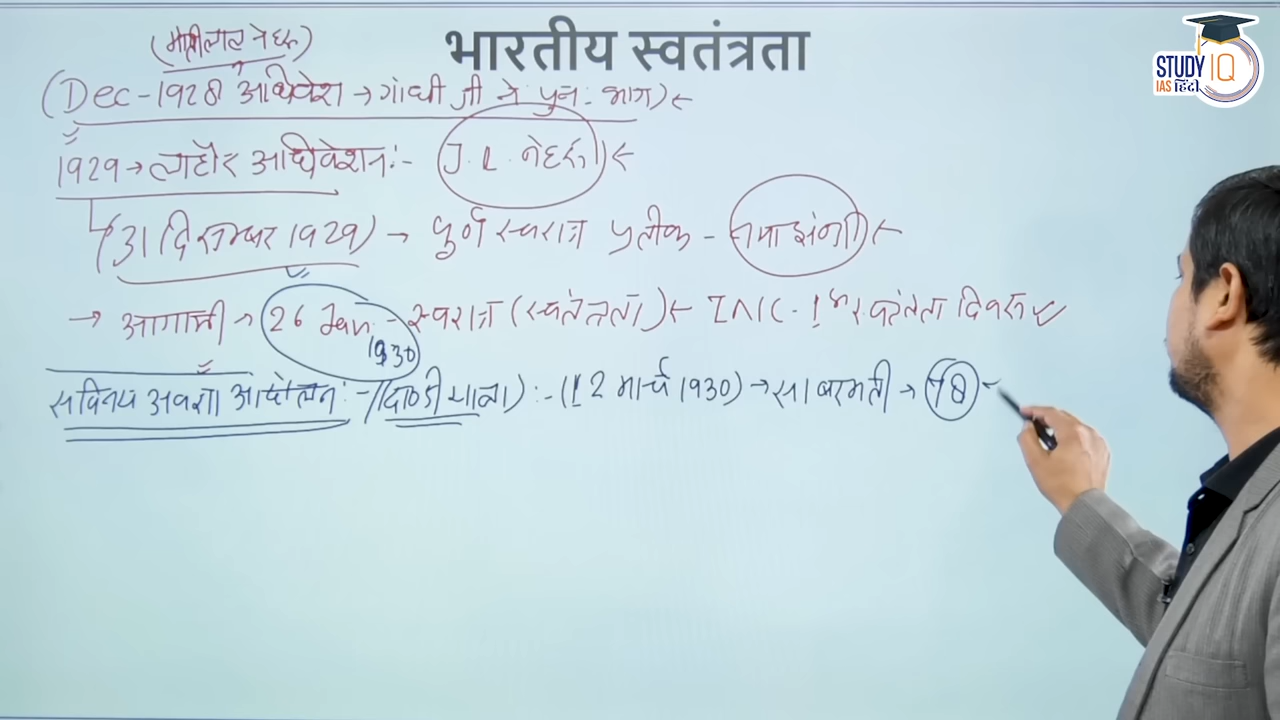 भारतीय स्वतंत्रता
STUDY IQ
IAS हिंदी
(मोतीलाल नेहरू)
(Dec-1928 अधिवेश → गांधी जी ने पुनः भाग)
1929 → लाहौर अधिवेशन:- J. L. नेहरू
(31 दिसम्बर 1929) → पूर्ण स्वराज प्रतीक -
→ आगामी → 26 Jan. 1930 - स्वराज (स्वतंत्रता) INC - 1st स्वतंत्रता दिवस
सविनय अवज्ञा आंदोलन:- (दाण्डी यात्रा) :- (12 मार्च 1930) → साबरमती → 78